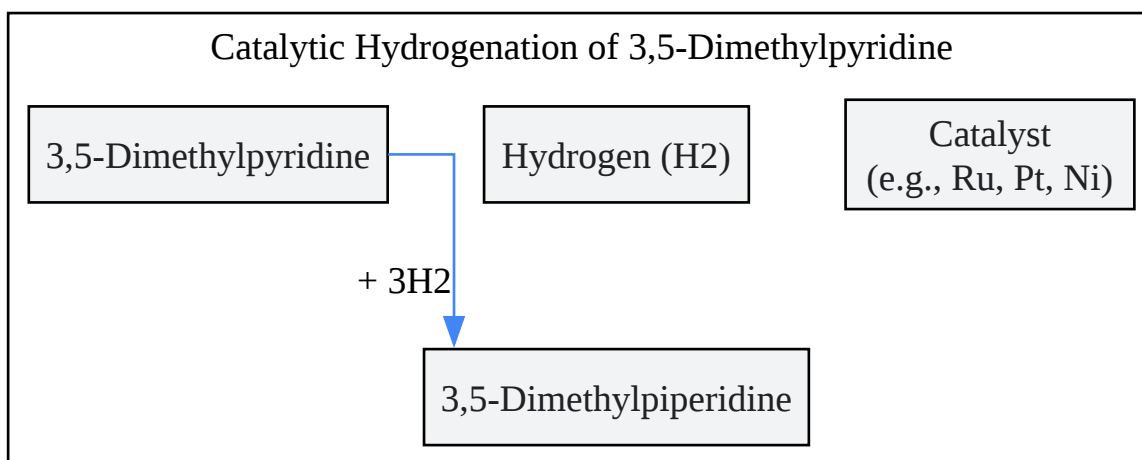 Catalytic Hydrogenation of 3,5-Dimethylpyridine
3,5-Dimethylpyridine
Hydrogen (H2)
Catalyst
(e.g., Ru, Pt, Ni)
+ 3H2
3,5-Dimethylpiperidine